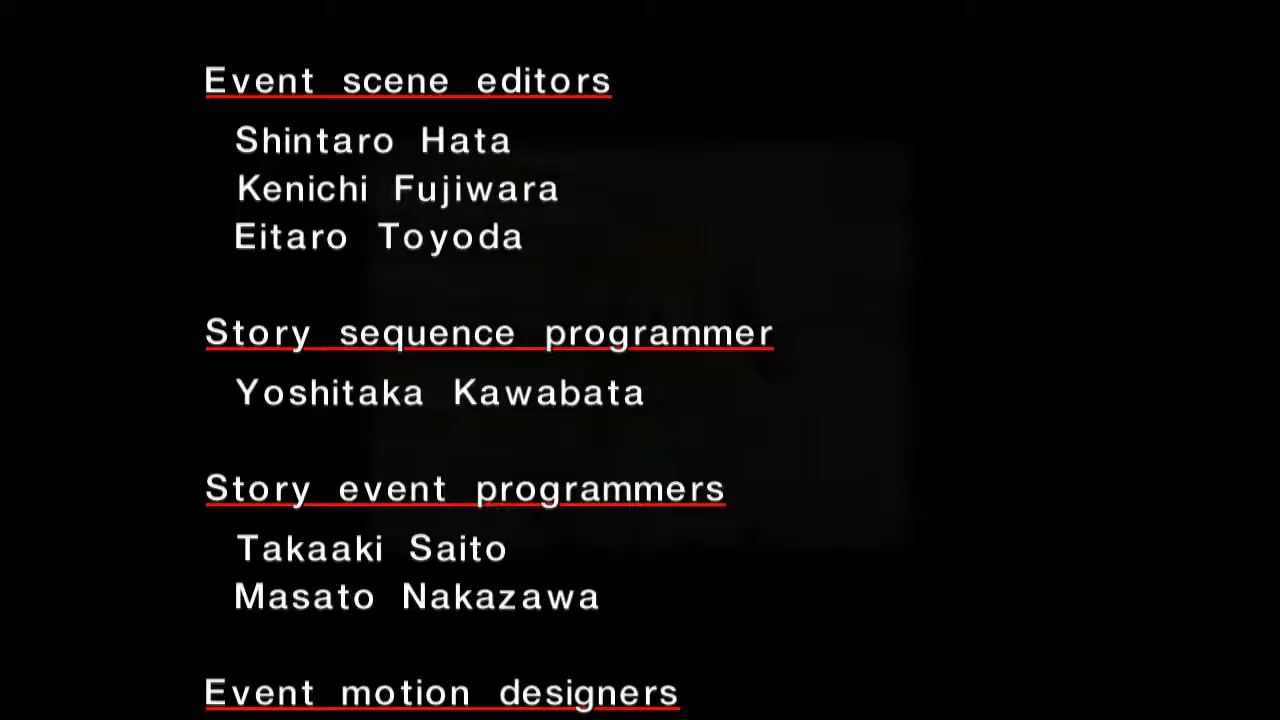 Event scene editors
Shintaro Hata
Kenichi Fujiwara
Eitaro Toyoda
Story sequence programmer
Yoshitaka Kawabata
Story event programmers
Takaaki Saito
Masato Nakazawa
Event motion designers